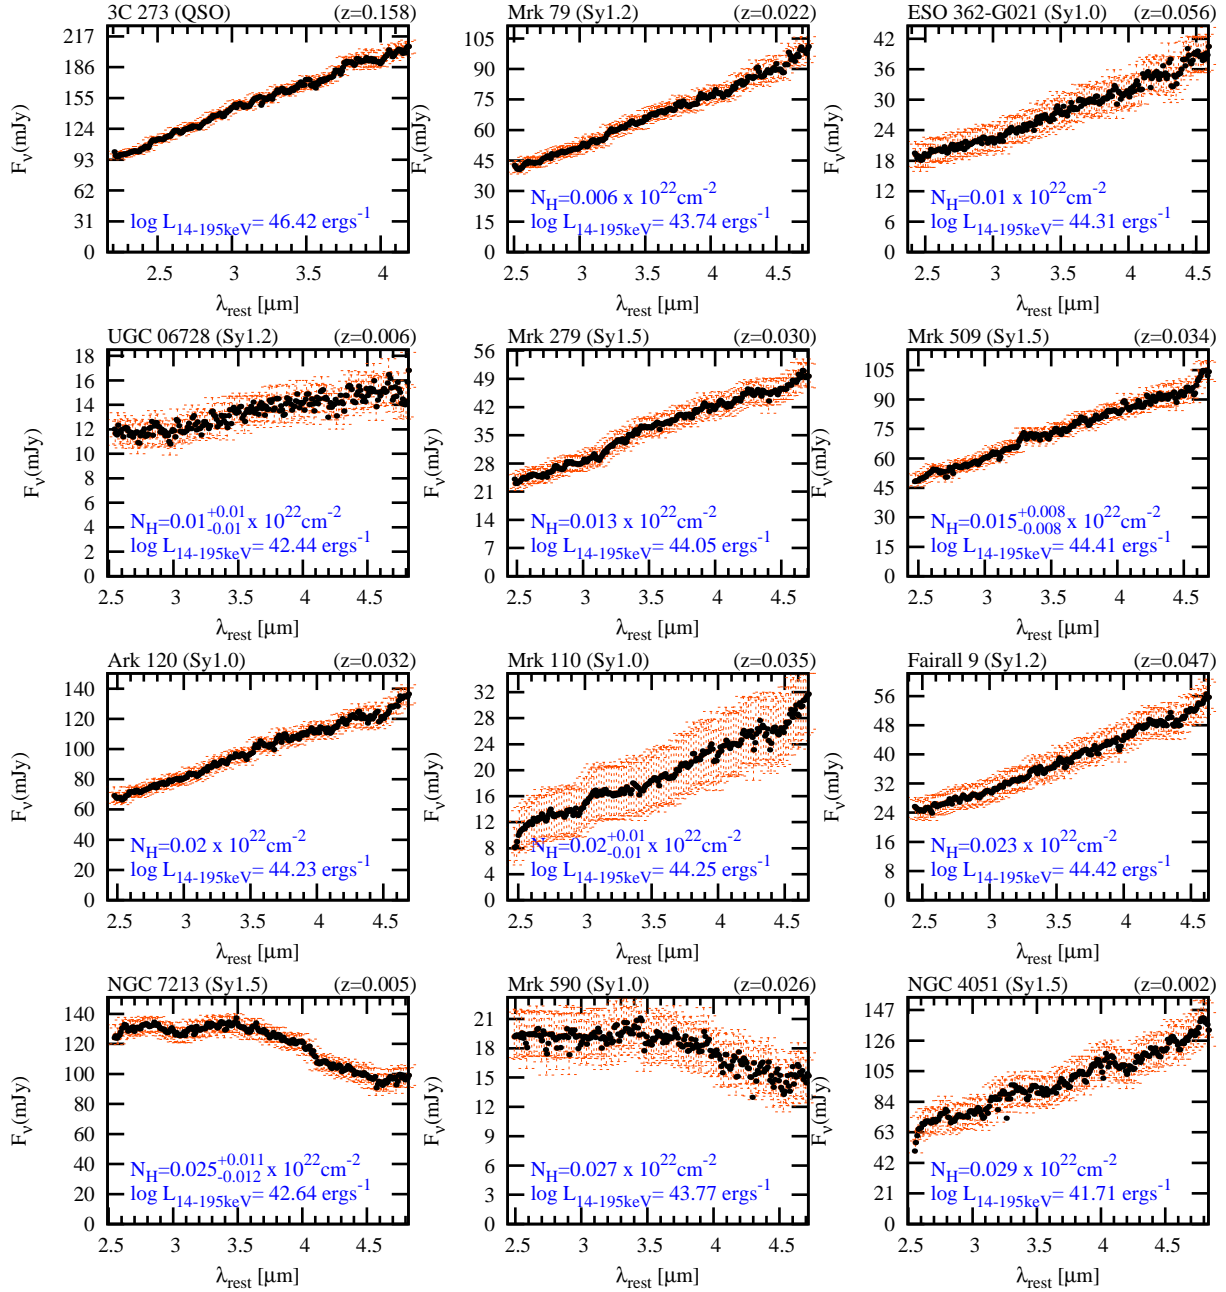 3C 273 (QSO) (z=0.158)
217
186
155
124
93
62
31
0
F_ν(mJy)
log L_14-195keV= 46.42 ergs^-1
2.5 3 3.5 4
λ_rest [μm]
Mrk 79 (Sy1.2) (z=0.022)
105
90
75
60
45
30
15
0
F_ν(mJy)
N_H=0.006 x 10^22cm^-2
log L_14-195keV= 43.74 ergs^-1
2.5 3 3.5 4 4.5
λ_rest [μm]
ESO 362-G021 (Sy1.0) (z=0.056)
42
36
30
24
18
12
6
0
F_ν(mJy)
N_H=0.01 x 10^22cm^-2
log L_14-195keV= 44.31 ergs^-1
2.5 3 3.5 4 4.5
λ_rest [μm]
UGC 06728 (Sy1.2) (z=0.006)
18
16
14
12
10
8
6
4
2
0
F_ν(mJy)
N_H=0.01^+0.01_-0.01 x 10^22cm^-2
log L_14-195keV= 42.44 ergs^-1
2.5 3 3.5 4 4.5
λ_rest [μm]
Mrk 279 (Sy1.5) (z=0.030)
56
49
42
35
28
21
14
7
0
F_ν(mJy)
N_H=0.013 x 10^22cm^-2
log L_14-195keV= 44.05 ergs^-1
2.5 3 3.5 4 4.5
λ_rest [μm]
Mrk 509 (Sy1.5) (z=0.034)
105
90
75
60
45
30
15
0
F_ν(mJy)
N_H=0.015^+0.008_-0.008 x 10^22cm^-2
log L_14-195keV= 44.41 ergs^-1
2.5 3 3.5 4 4.5
λ_rest [μm]
Ark 120 (Sy1.0) (z=0.032)
140
120
100
80
60
40
20
0
F_ν(mJy)
N_H=0.02 x 10^22cm^-2
log L_14-195keV= 44.23 ergs^-1
2.5 3 3.5 4 4.5
λ_rest [μm]
Mrk 110 (Sy1.0) (z=0.035)
32
28
24
20
16
12
8
4
0
F_ν(mJy)
N_H=0.02^+0.01_-0.01 x 10^22cm^-2
log L_14-195keV= 44.25 ergs^-1
2.5 3 3.5 4 4.5
λ_rest [μm]
Fairall 9 (Sy1.2) (z=0.047)
56
48
40
32
24
16
8
0
F_ν(mJy)
N_H=0.023 x 10^22cm^-2
log L_14-195keV= 44.42 ergs^-1
2.5 3 3.5 4 4.5
λ_rest [μm]
NGC 7213 (Sy1.5) (z=0.005)
140
120
100
80
60
40
20
0
F_ν(mJy)
N_H=0.025^+0.011_-0.012 x 10^22cm^-2
log L_14-195keV= 42.64 ergs^-1
2.5 3 3.5 4 4.5
λ_rest [μm]
Mrk 590 (Sy1.0) (z=0.026)
21
18
15
12
9
6
3
0
F_ν(mJy)
N_H=0.027 x 10^22cm^-2
log L_14-195keV= 43.77 ergs^-1
2.5 3 3.5 4 4.5
λ_rest [μm]
NGC 4051 (Sy1.5) (z=0.002)
147
126
105
84
63
42
21
0
F_ν(mJy)
N_H=0.029 x 10^22cm^-2
log L_14-195keV= 41.71 ergs^-1
2.5 3 3.5 4 4.5
λ_rest [μm]